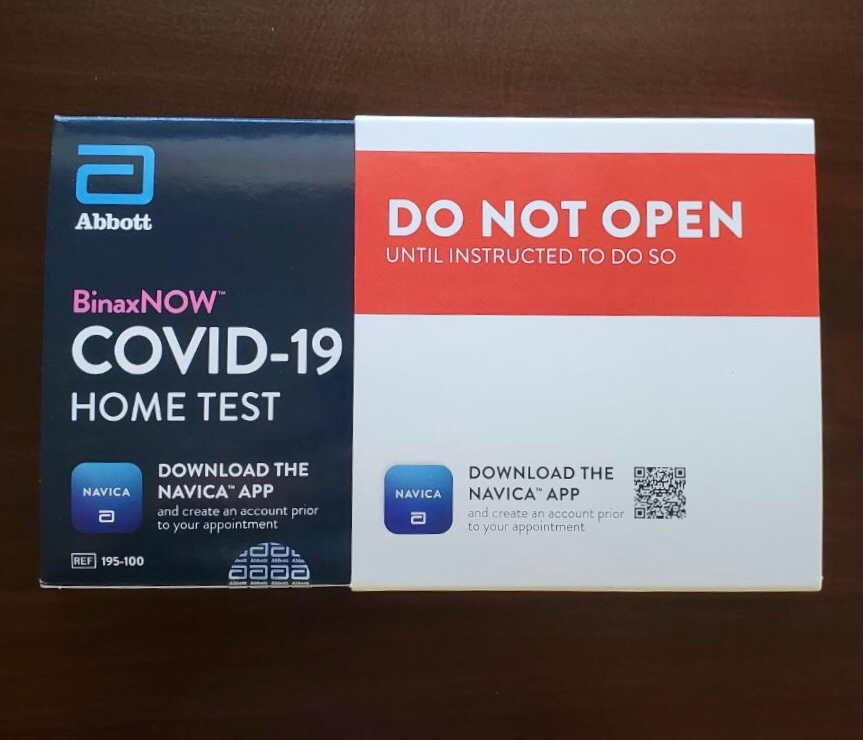 Abbott
BinaxNOW™
COVID-19
HOME TEST
NAVICA
DOWNLOAD THE
NAVICA™ APP
and create an account prior
to your appointment
REF 195-100
DO NOT OPEN
UNTIL INSTRUCTED TO DO SO
NAVICA
DOWNLOAD THE
NAVICA™ APP
and create an account prior
to your appointment